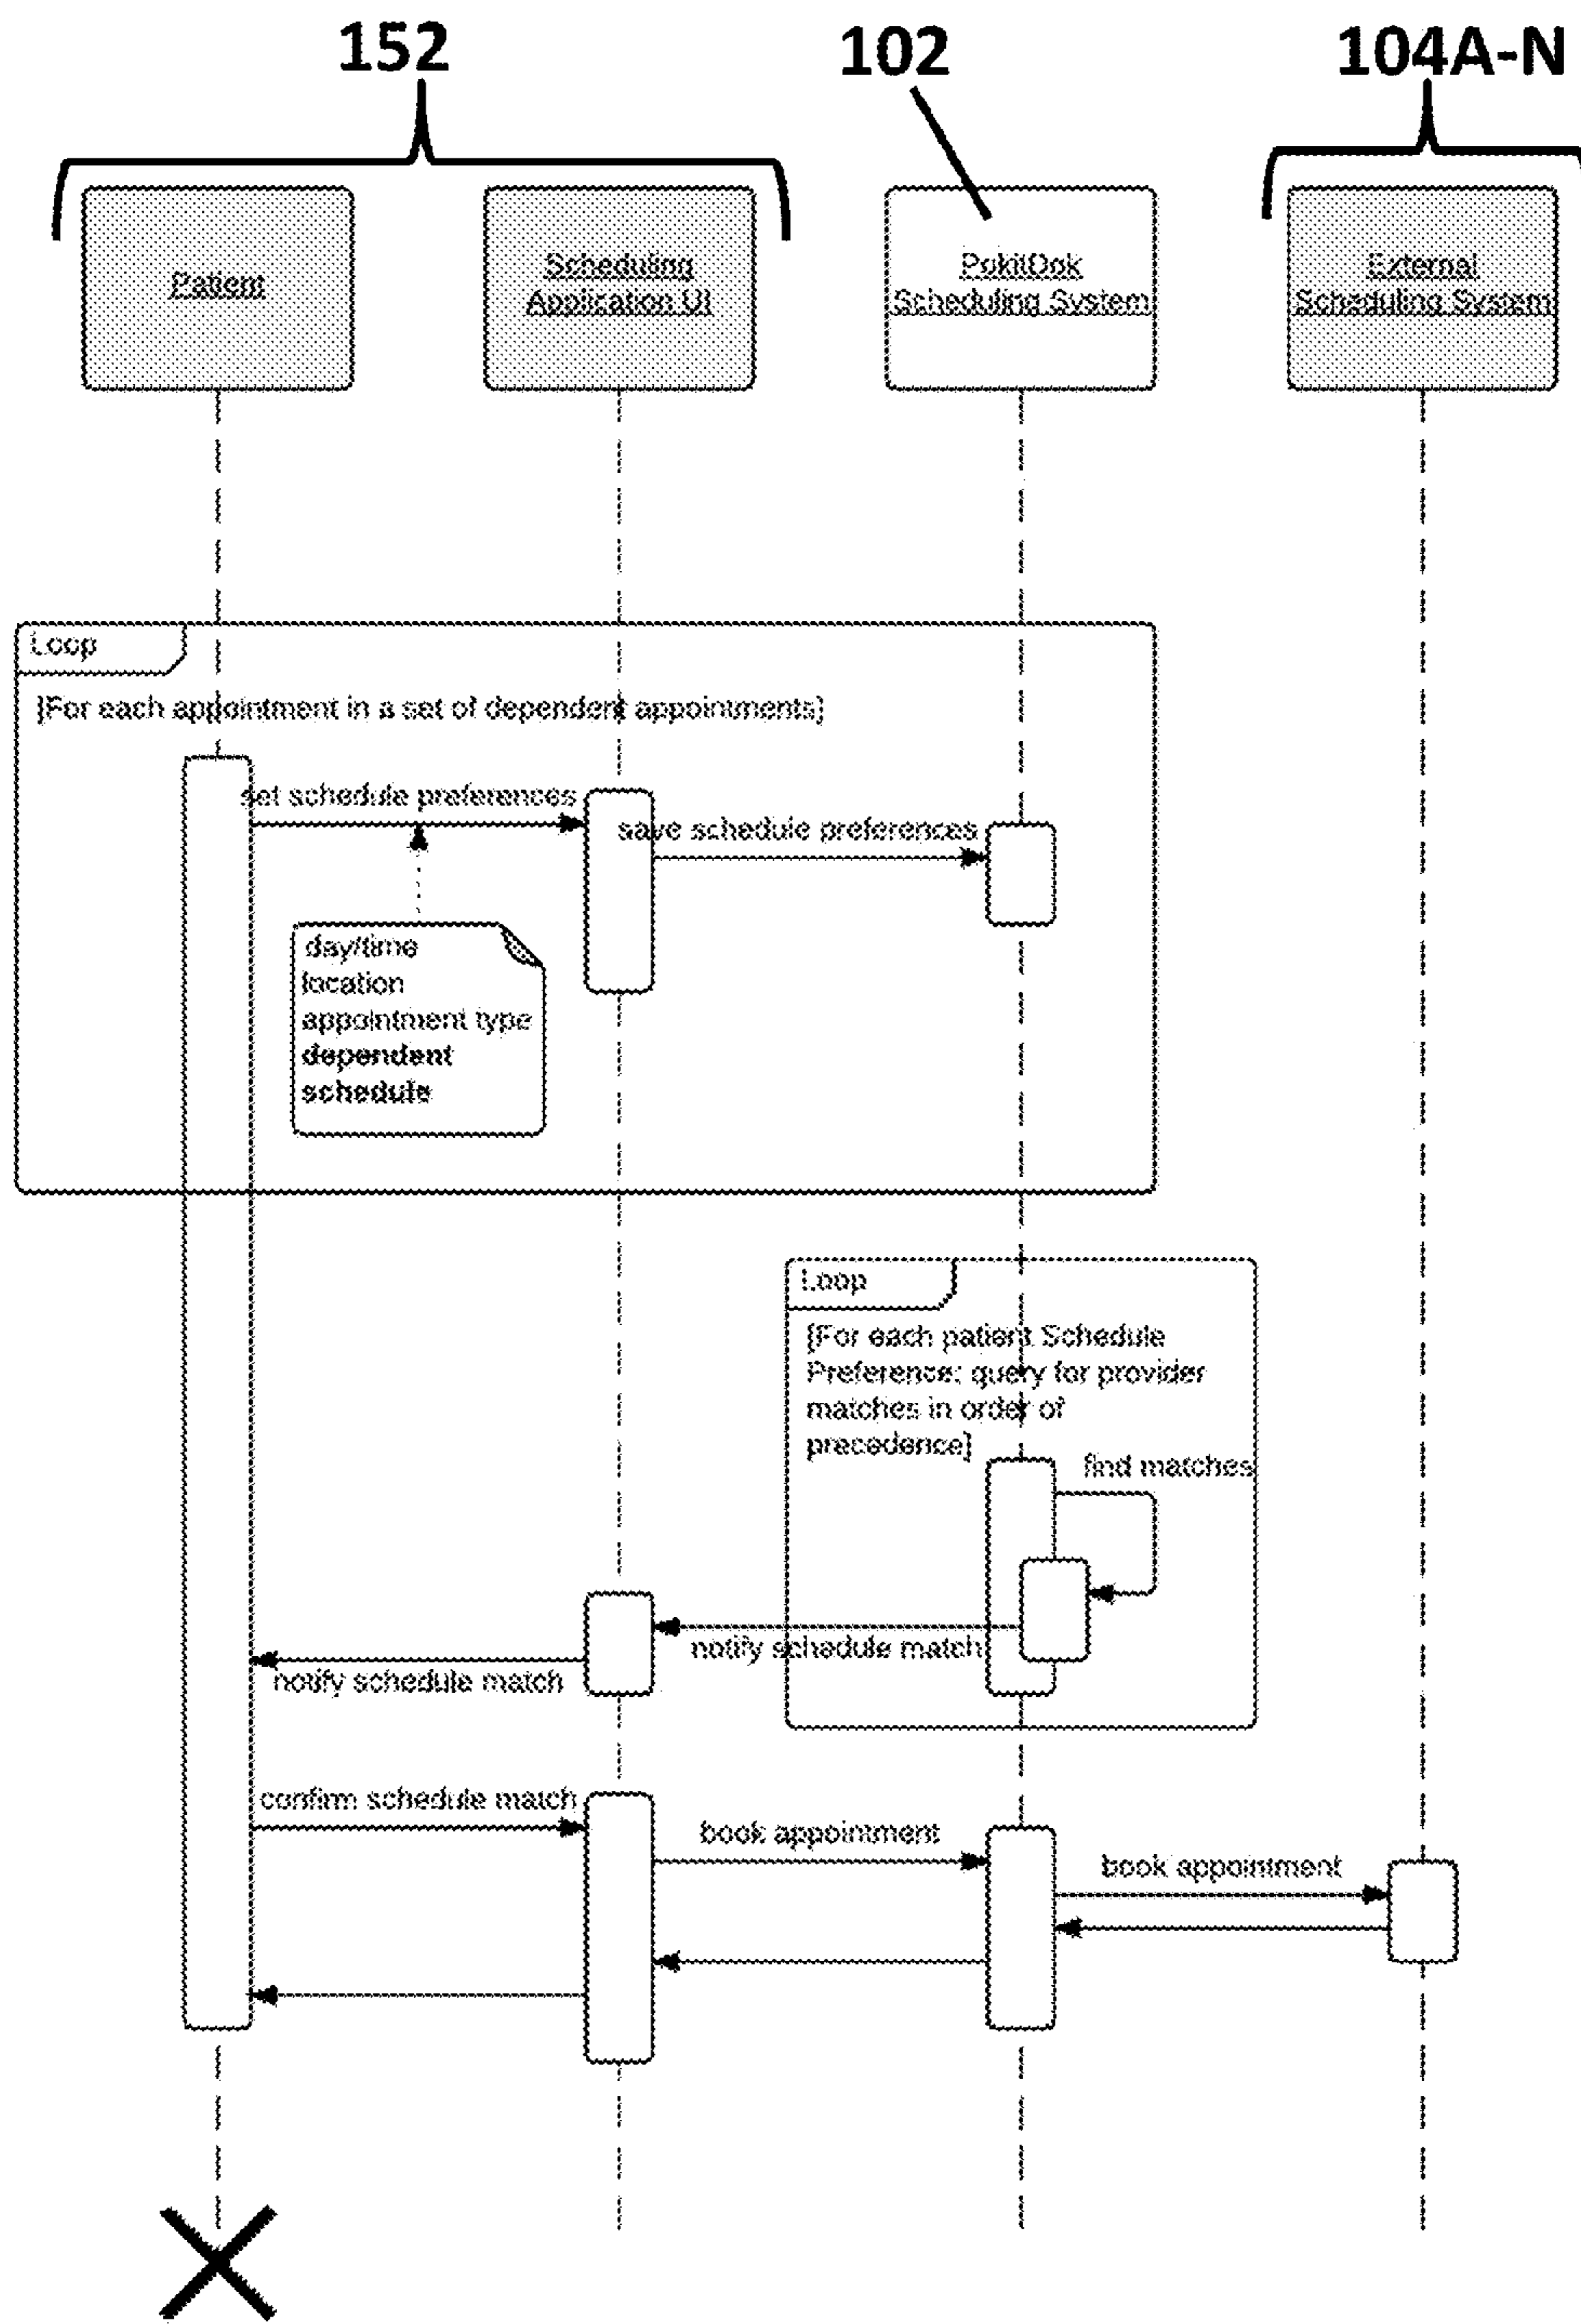 152
102
104A-N
Patient
Scheduling
Application UI
PokitDok
Scheduling System
External
Scheduling System
Loop
[For each appointment in a set of dependent appointments]
set schedule preferences
save schedule preferences
day/time
location
appointment type
dependent
schedule
Loop
[For each patient Schedule
Preference: query for provider
matches in order of
precedence]
find matches
notify schedule match
notify schedule match
confirm schedule match
book appointment
book appointment